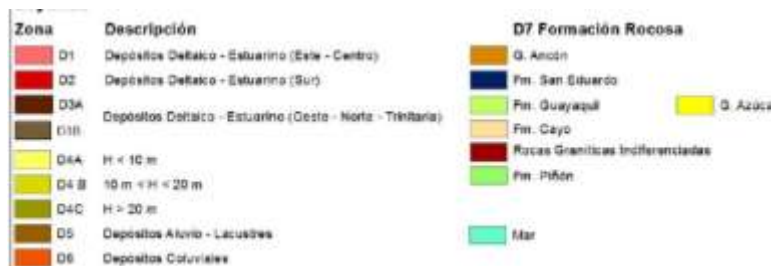 Zona Descripción
D1 Depósitos Deltaico - Estuarino (Este - Centro)
D2 Depósitos Deltaico - Estuarino (Sur)
D3A
Depósitos Deltaico - Estuarino (Oeste - Norte - Trinitaria)
D3B
D4A H < 10 m
D4 B 10 m < H < 20 m
D4C H > 20 m
D5 Depósitos Aluvio - Lacustres
D6 Depósitos Coluviales
D7 Formación Rocosa
G. Ancón
Fm. San Eduardo
Fm. Guayaquil
G. Azúca
Fm. Cayo
Rocas Graníticas Indiferenciadas
Fm. Piñón
Mar